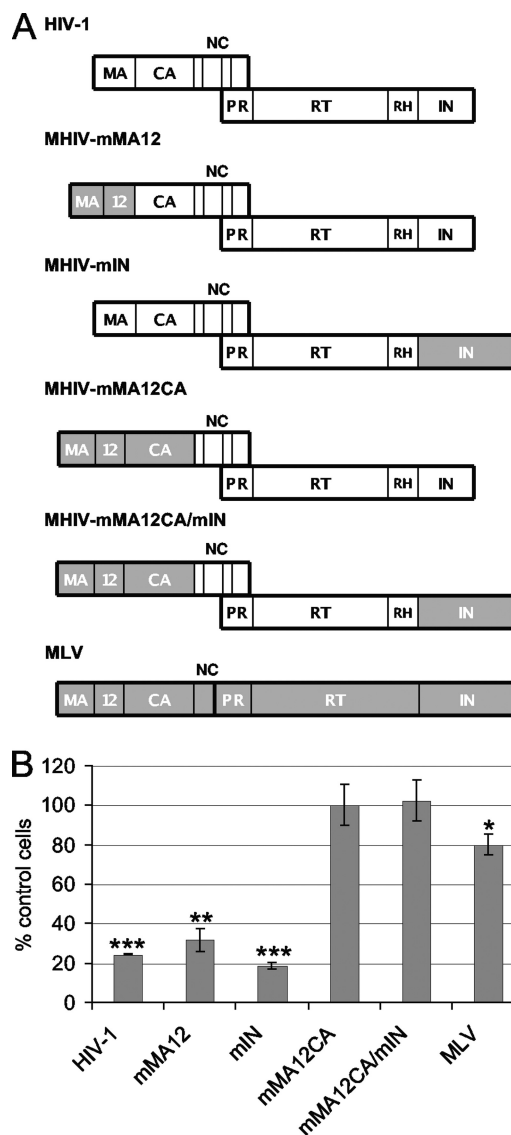 A
HIV-1
NC
MA CA
PR RT RH IN
MHIV-mMA12
NC
MA 12 CA
PR RT RH IN
MHIV-mIN
NC
MA CA
PR RT RH IN
MHIV-mMA12CA
NC
MA 12 CA
PR RT RH IN
MHIV-mMA12CA/mIN
NC
MA 12 CA
PR RT RH IN
MLV
NC
MA 12 CA PR RT IN
B
% control cells
120
100
80
60
40
20
0
*** ** *** *
HIV-1
mMA12
mIN
mMA12CA
mMA12CA/mIN
MLV